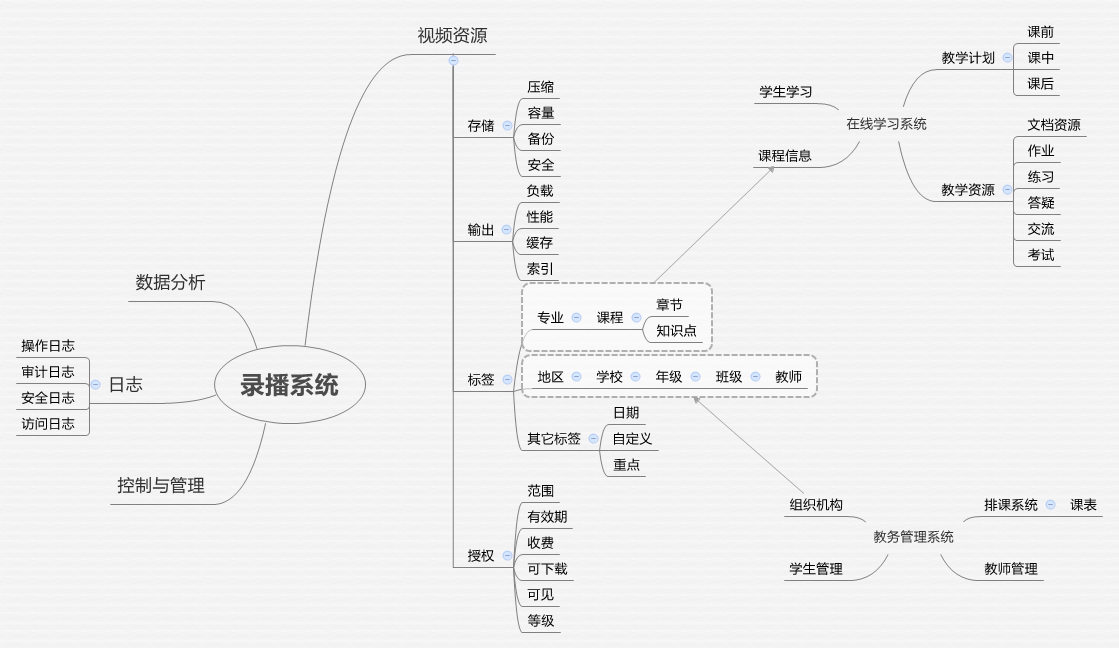 录播系统
视频资源
存储
压缩
容量
备份
安全
输出
负载
性能
缓存
索引
标签
专业
课程
章节
知识点
地区
学校
年级
班级
教师
其它标签
日期
自定义
重点
授权
范围
有效期
收费
可下载
可见
等级
数据分析
日志
操作日志
审计日志
安全日志
访问日志
控制与管理
在线学习系统
学生学习
课程信息
教学计划
课前
课中
课后
教学资源
文档资源
作业
练习
答疑
交流
考试
教务管理系统
组织机构
学生管理
排课系统
课表
教师管理